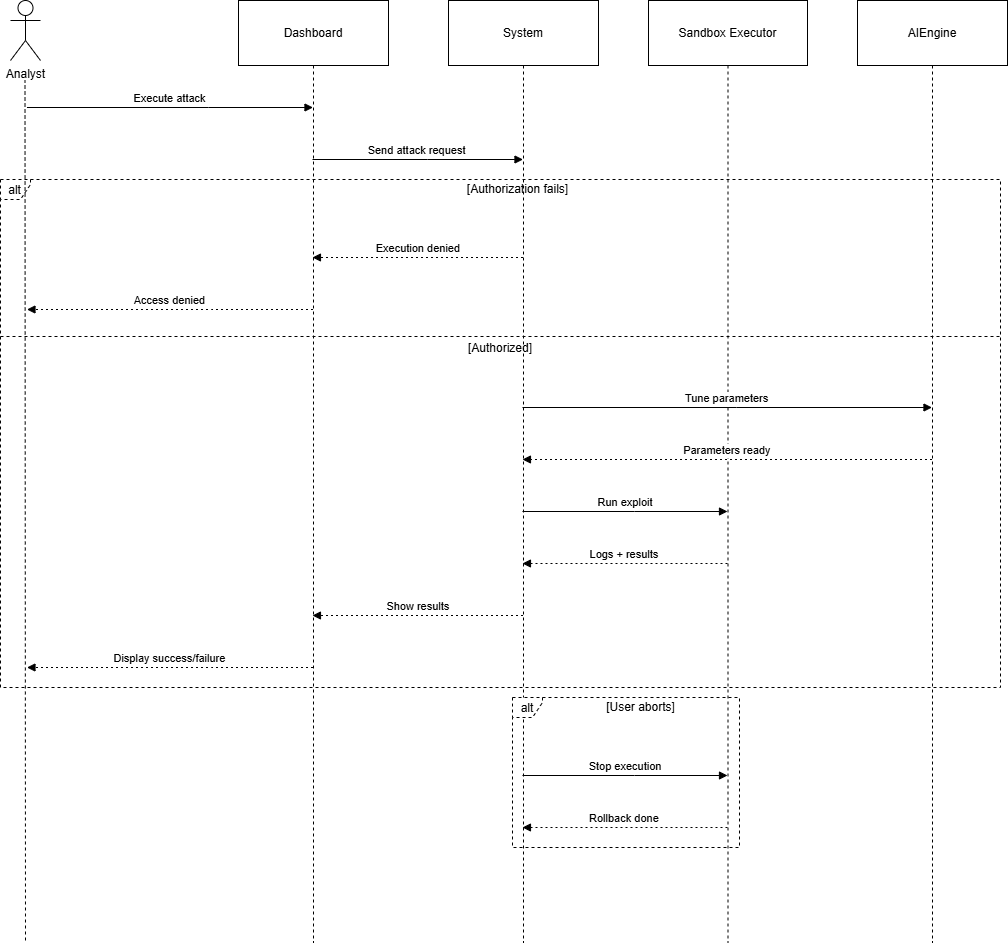 Analyst
Dashboard
System
Sandbox Executor
AIEngine
Execute attack
Send attack request
alt
[Authorization fails]
Execution denied
Access denied
[Authorized]
Tune parameters
Parameters ready
Run exploit
Logs + results
Show results
Display success/failure
alt
[User aborts]
Stop execution
Rollback done